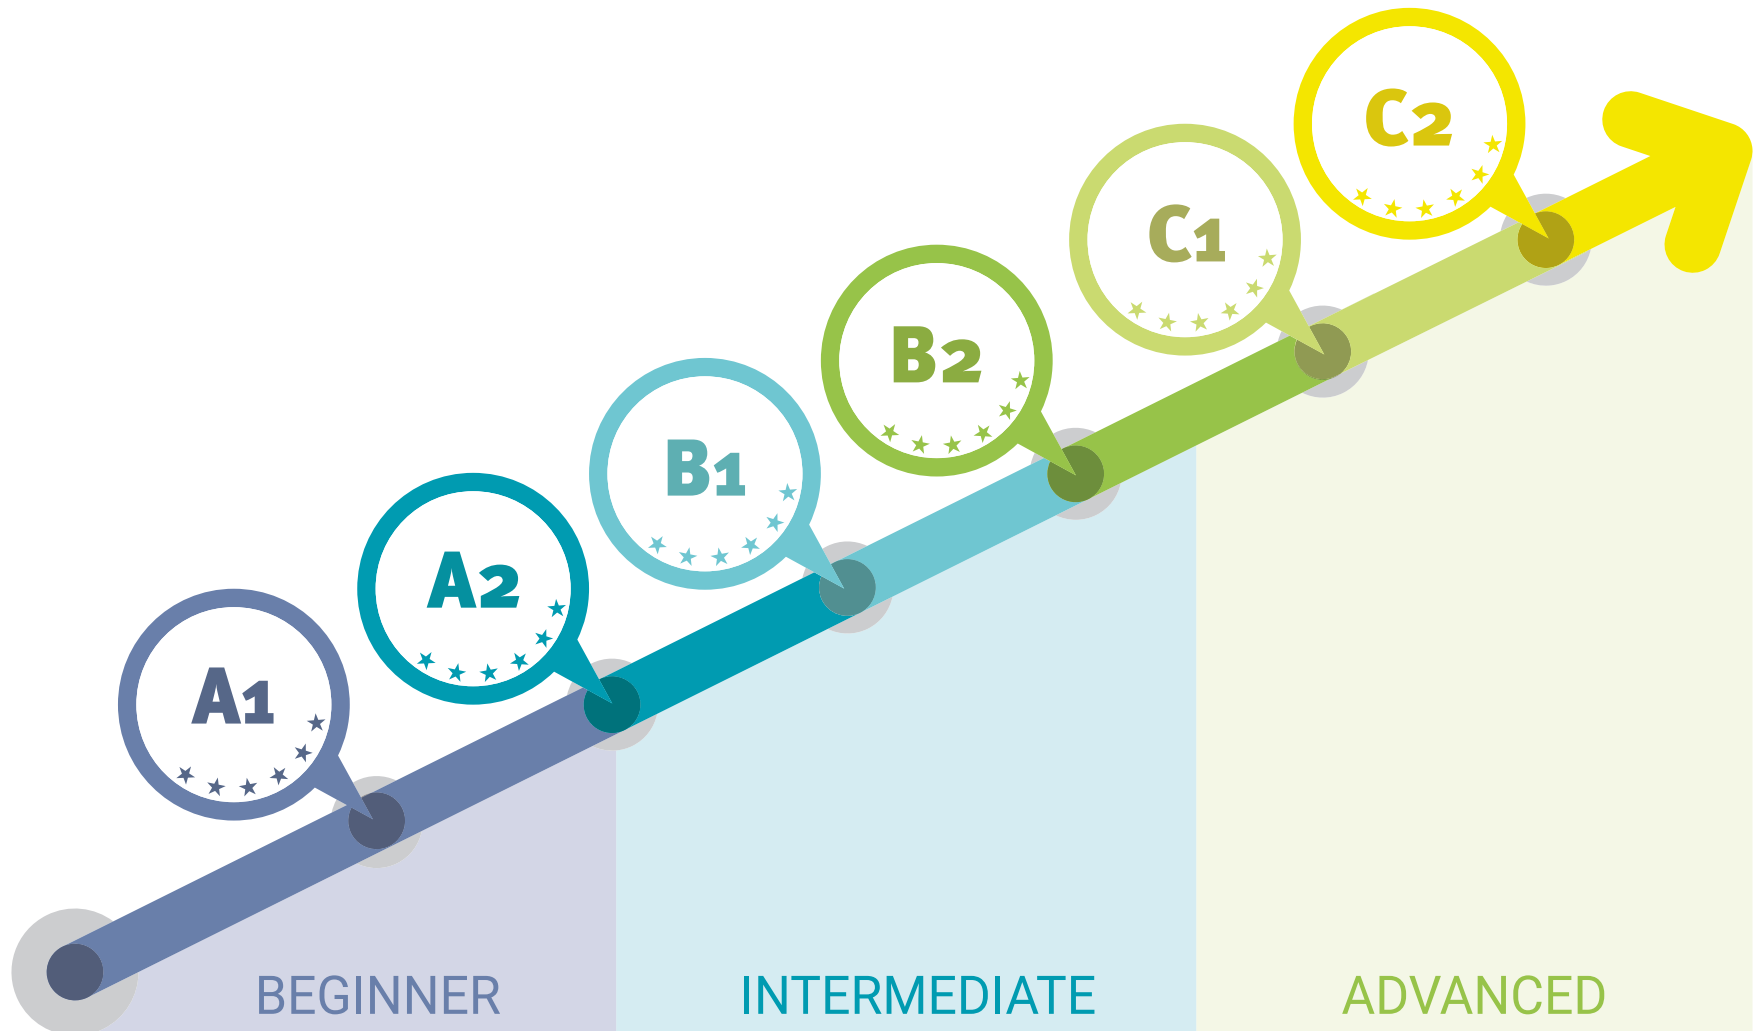 A1
A2
B1
B2
C1
C2
BEGINNER
INTERMEDIATE
ADVANCED